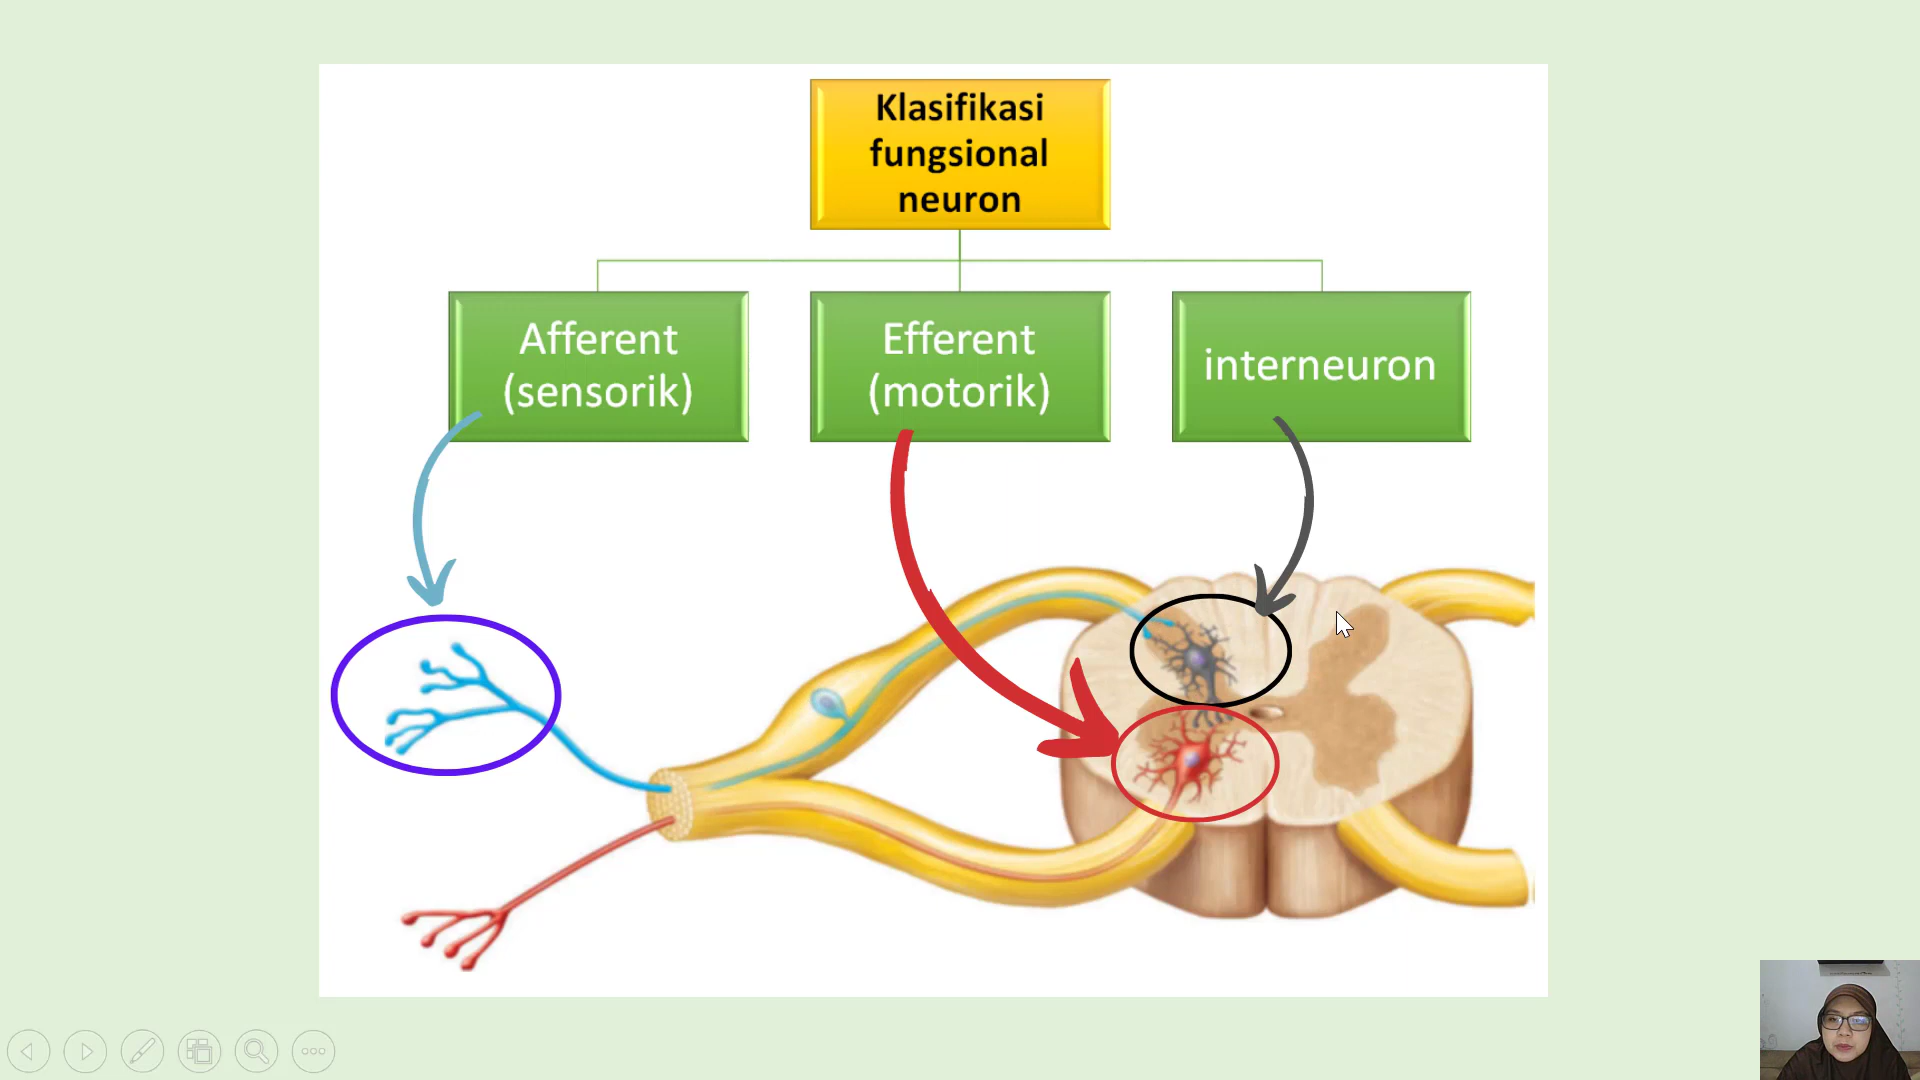 Klasifikasi
fungsional
neuron
Afferent
(sensorik)
Efferent
(motorik)
interneuron